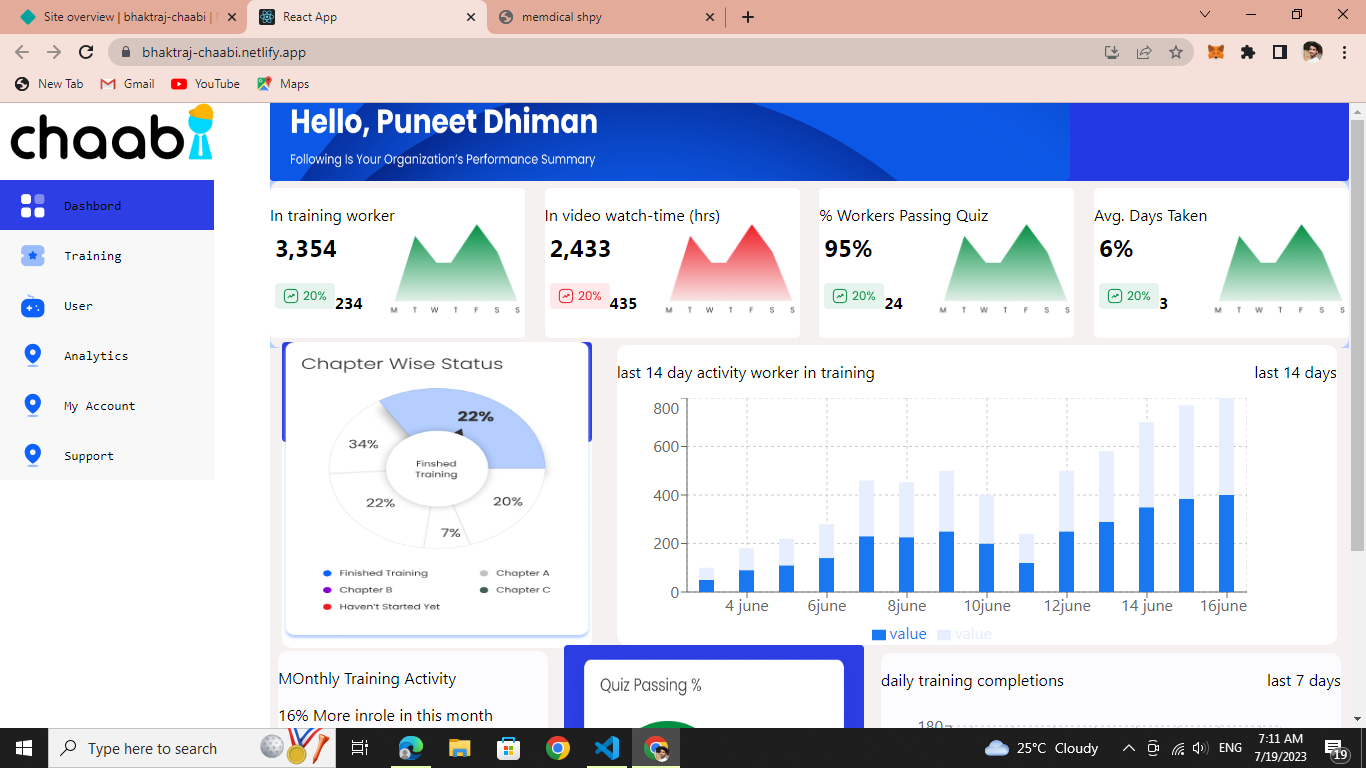 Site overview | bhaktraj-chaabi |
React App
memdical shpy
bhaktraj-chaabi.netlify.app
New Tab
Gmail
YouTube
Maps
chaabi
Hello, Puneet Dhiman
Following Is Your Organization's Performance Summary
Dashbord
Training
User
Analytics
My Account
Support
In training worker
3,354
20% 234
M T W T F S S
In video watch-time (hrs)
2,433
20% 435
M T W T F S S
% Workers Passing Quiz
95%
20% 24
M T W T F S S
Avg. Days Taken
6%
20% 3
M T W T F S S
Chapter Wise Status
22%
34%
Finshed
Training
22%
20%
7%
Finished Training
Chapter A
Chapter B
Chapter C
Haven't Started Yet
last 14 day activity worker in training
last 14 days
800
600
400
200
0
4 june 6june 8june 10june 12june 14 june 16june
value value
MOnthly Training Activity
16% More inrole in this month
Quiz Passing %
daily training completions
last 7 days
180
Type here to search
25°C Cloudy
ENG
7:11 AM
7/19/2023
19